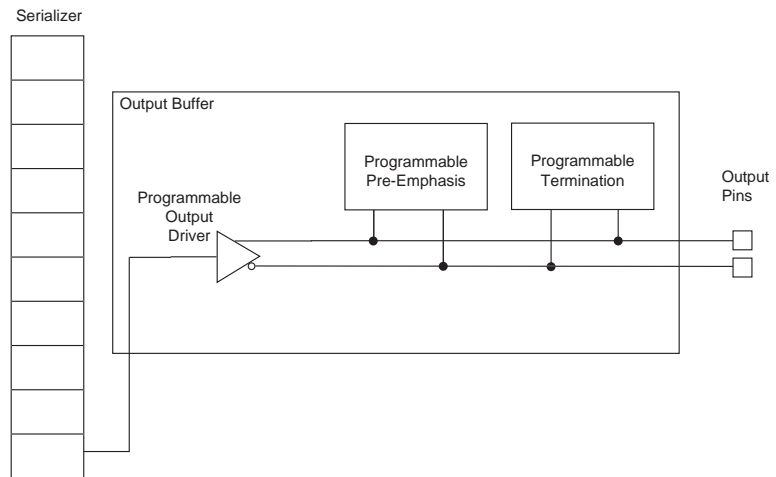 Serializer
Output Buffer
Programmable
Pre-Emphasis
Programmable
Termination
Output
Pins
Programmable
Output
Driver